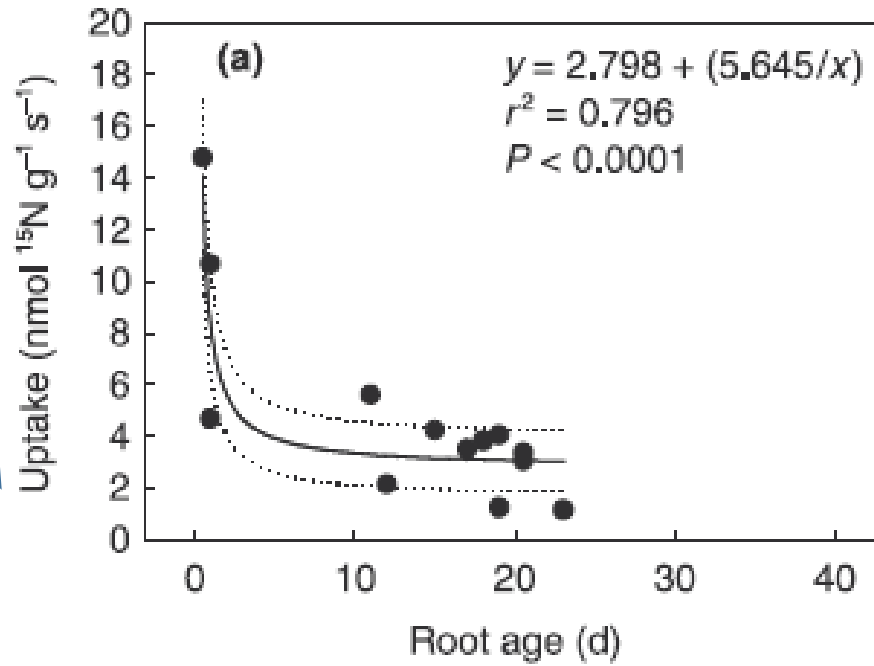 (a)
y = 2.798 + (5.645/x)
r² = 0.796
P < 0.0001
Uptake (nmol ¹⁵N g⁻¹ s⁻¹)
20
18
16
14
12
10
8
6
4
2
0
0 10 20 30 40
Root age (d)